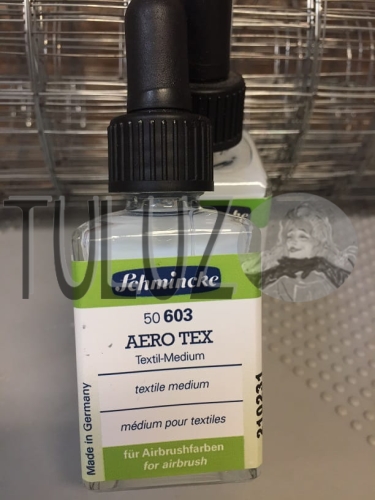 TULUZ
Schmincke
50 603
AERO TEX
Textil-Medium
textile medium
médium pour textiles
für Airbrushfarben
for airbrush
Made in Germany
210231